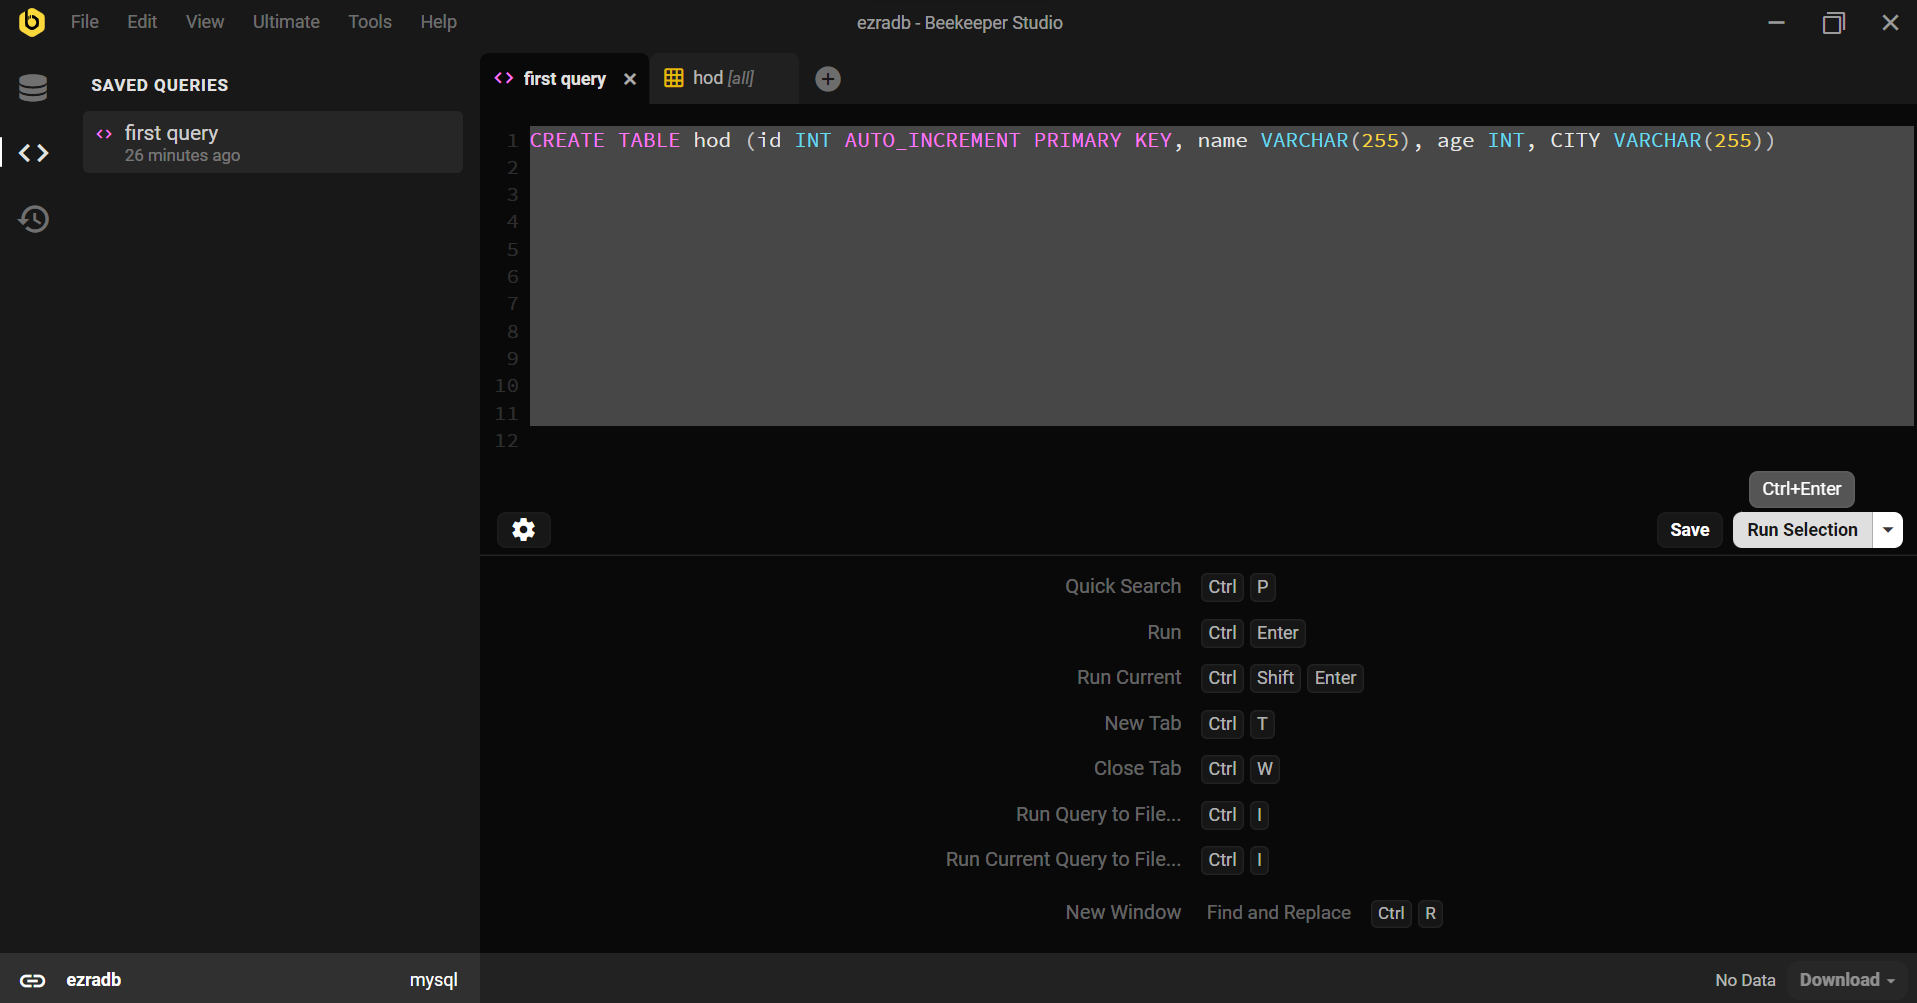 File Edit View Ultimate Tools Help
ezradb - Beekeeper Studio
SAVED QUERIES
first query
26 minutes ago
first query
hod [all]
1 CREATE TABLE hod (id INT AUTO_INCREMENT PRIMARY KEY, name VARCHAR(255), age INT, CITY VARCHAR(255))
2
3
4
5
6
7
8
9
10
11
12
Ctrl+Enter
Save Run Selection
Quick Search Ctrl P
Run Ctrl Enter
Run Current Ctrl Shift Enter
New Tab Ctrl T
Close Tab Ctrl W
Run Query to File... Ctrl I
Run Current Query to File... Ctrl I
New Window Find and Replace Ctrl R
ezradb mysql
No Data Download